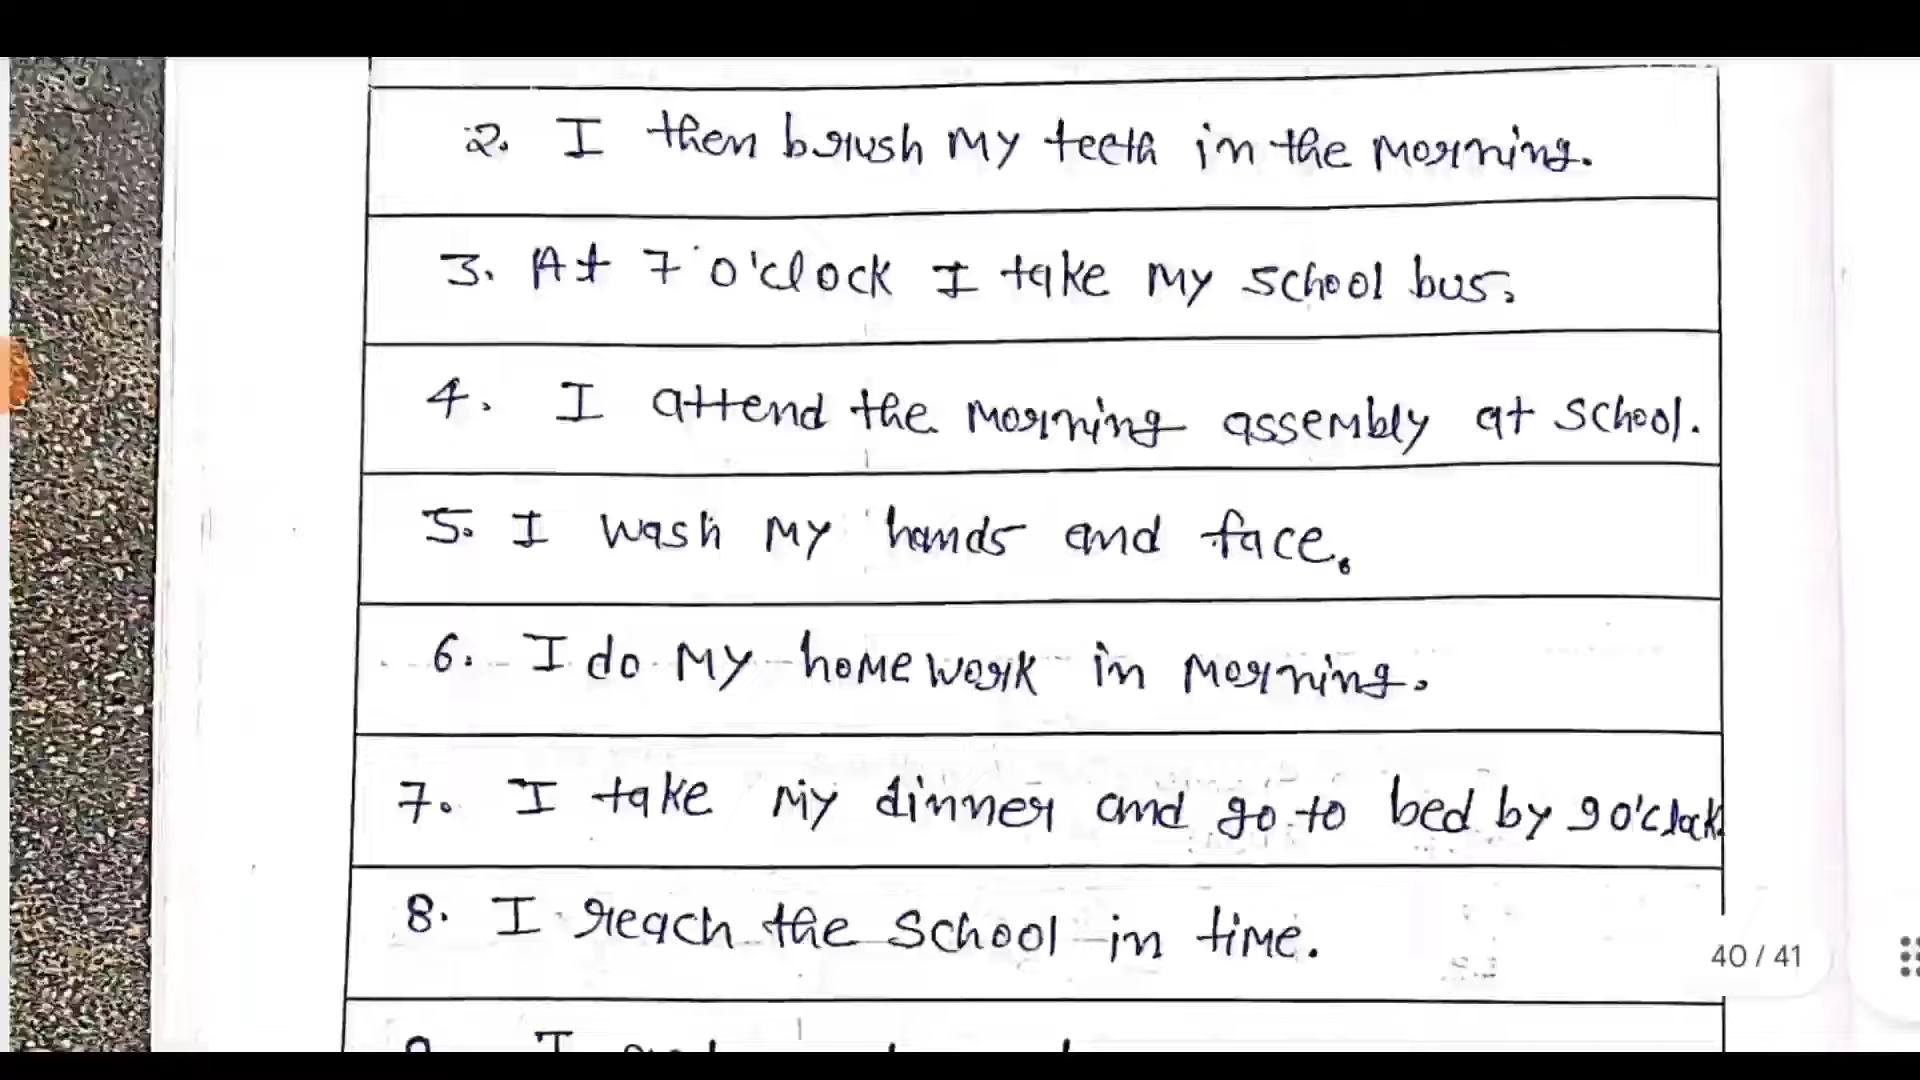 2. I then brush my teeth in the morning.
3. At 7 o'clock I take my school bus.
4. I attend the morning assembly at school.
5. I wash my hands and face.
6. I do my home work in morning.
7. I take my dinner and go to bed by 9 o'clock.
8. I reach the school in time.
40 / 41